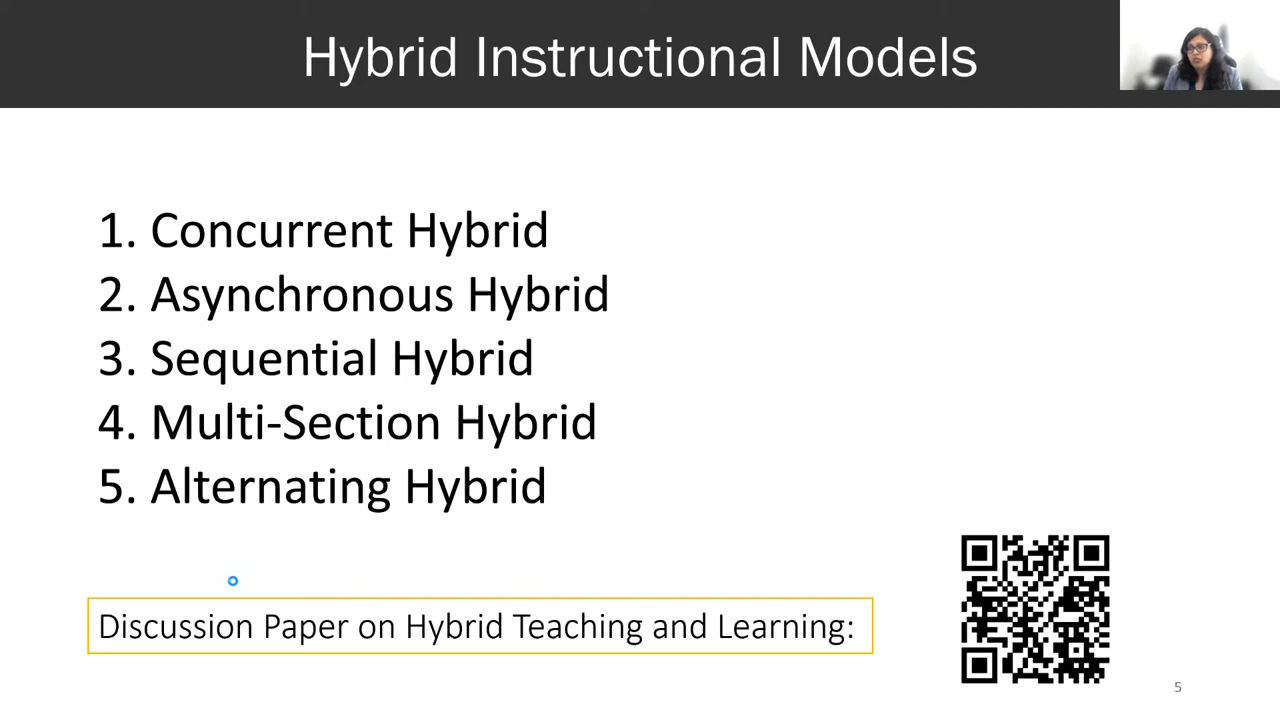 Hybrid Instructional Models
1. Concurrent Hybrid
2. Asynchronous Hybrid
3. Sequential Hybrid
4. Multi-Section Hybrid
5. Alternating Hybrid
Discussion Paper on Hybrid Teaching and Learning:
5